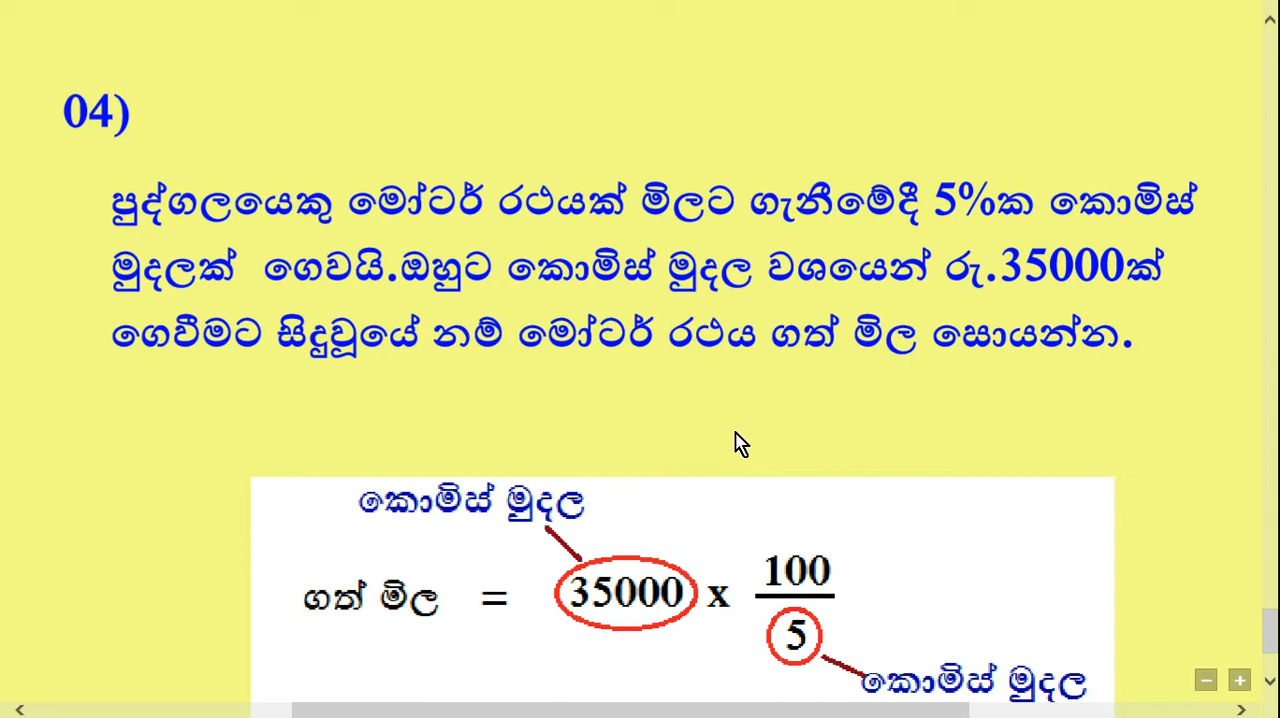 04)
පුද්ගලයෙකු මෝටර් රථයක් මිලට ගැනීමේදී 5%ක කොමිස්
මුදලක් ගෙවයි.ඔහුට කොමිස් මුදල වශයෙන් රු.35000ක්
ගෙවීමට සිදුවූයේ නම් මෝටර් රථය ගත් මිල සොයන්න.
කොමිස් මුදල
ගත් මිල = 35000 x 100
5
කොමිස් මුදල